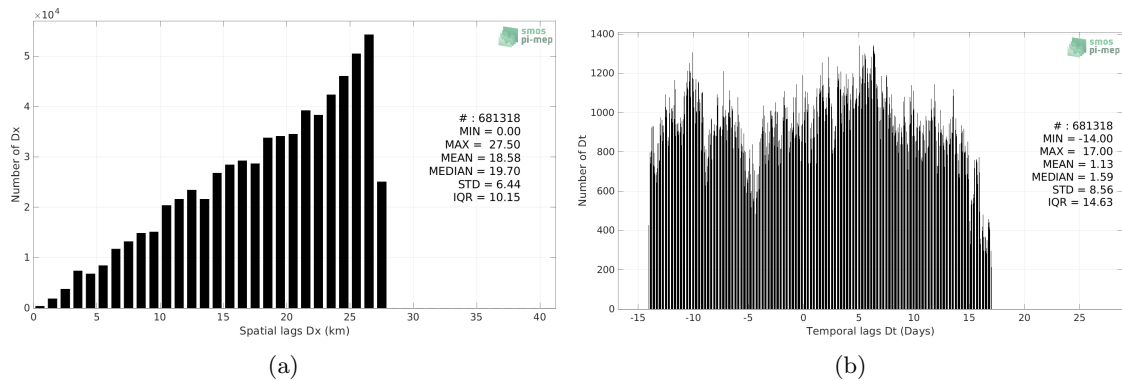 ×10⁴
5
4
3
2
1
0
Number of Dx
0 5 10 15 20 25 30 35 40
Spatial lags Dx (km)
smos
pi-mep
# : 681318
MIN = 0.00
MAX = 27.50
MEAN = 18.58
MEDIAN = 19.70
STD = 6.44
IQR = 10.15
(a)
1400
1200
1000
800
600
400
200
0
Number of Dt
-15 -10 -5 0 5 10 15 20 25
Temporal lags Dt (Days)
smos
pi-mep
# : 681318
MIN = -14.00
MAX = 17.00
MEAN = 1.13
MEDIAN = 1.59
STD = 8.56
IQR = 14.63
(b)